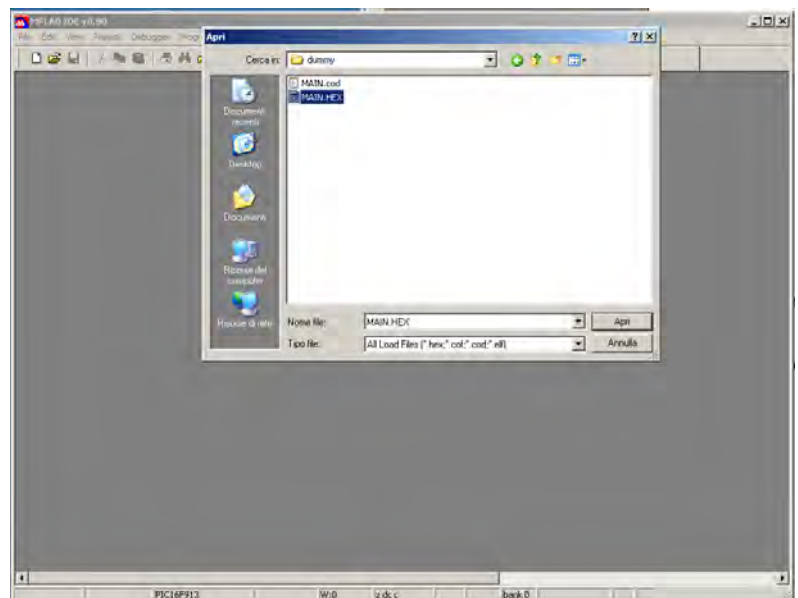 MPLAB IDE v8.90
File Edit View Project Debugger
Apri
Cerca in: dummy
MAIN.cod
MAIN.HEX
Documenti recenti
Desktop
Documenti
Risorse del computer
Risorse di rete
Nome file: MAIN.HEX Apri
Tipo file: All Load Files (*.hex;*.cof;*.cod;*.elf) Annulla
PIC16F913 W:0 z dc c bank 0